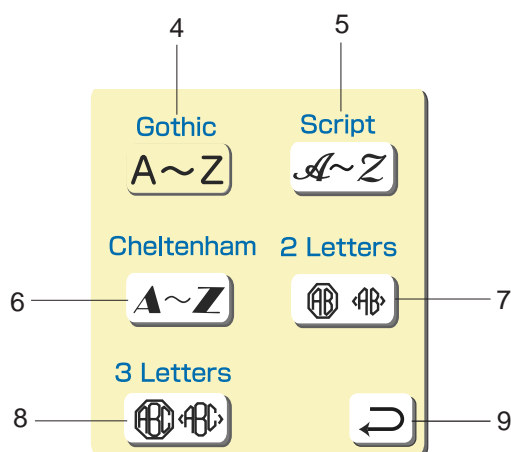 4 5
Gothic Script
A～Z A～Z
Cheltenham 2 Letters
6 A～Z AB <AB> 7
3 Letters
8 ABC <ABC> 9